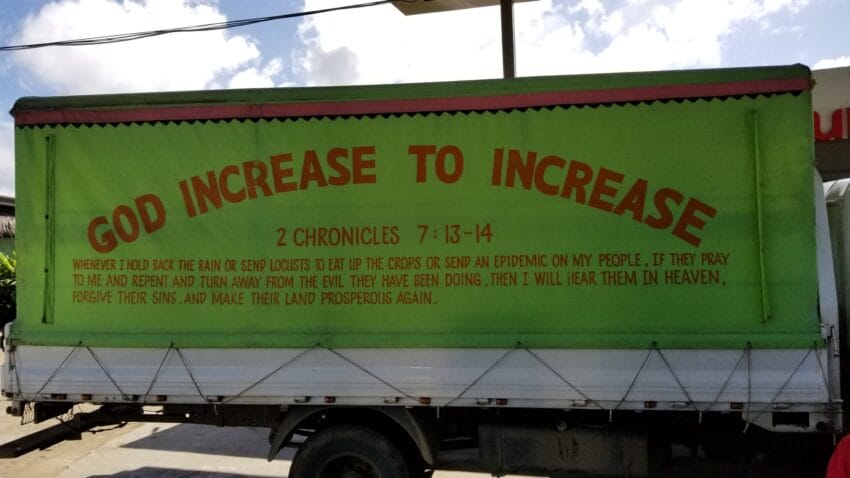 GOD INCREASE TO INCREASE
2 CHRONICLES 7:13-14
WHENEVER I HOLD BACK THE RAIN OR SEND LOCUSTS TO EAT UP THE CROPS OR SEND AN EPIDEMIC ON MY PEOPLE, IF THEY PRAY
TO ME AND REPENT AND TURN AWAY FROM THE EVIL THEY HAVE BEEN DOING, THEN I WILL HEAR THEM IN HEAVEN,
FORGIVE THEIR SINS, AND MAKE THEIR LAND PROSPEROUS AGAIN.